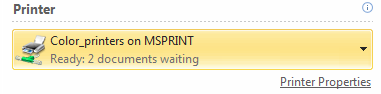 Printer
Color_printers on MSPRINT
Ready: 2 documents waiting
Printer Properties